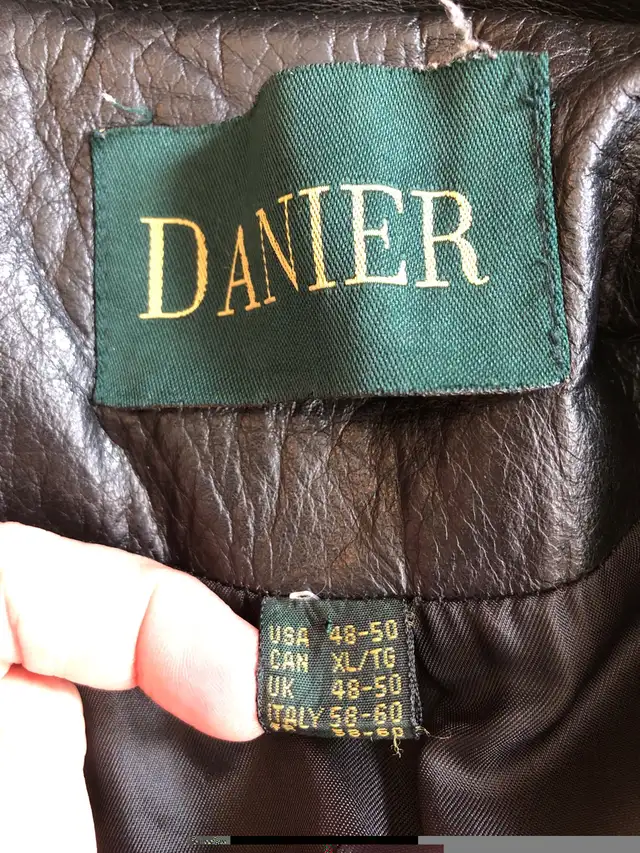 DANIER
USA 48-50
CAN XL/TG
UK 48-50
ITALY 58-60